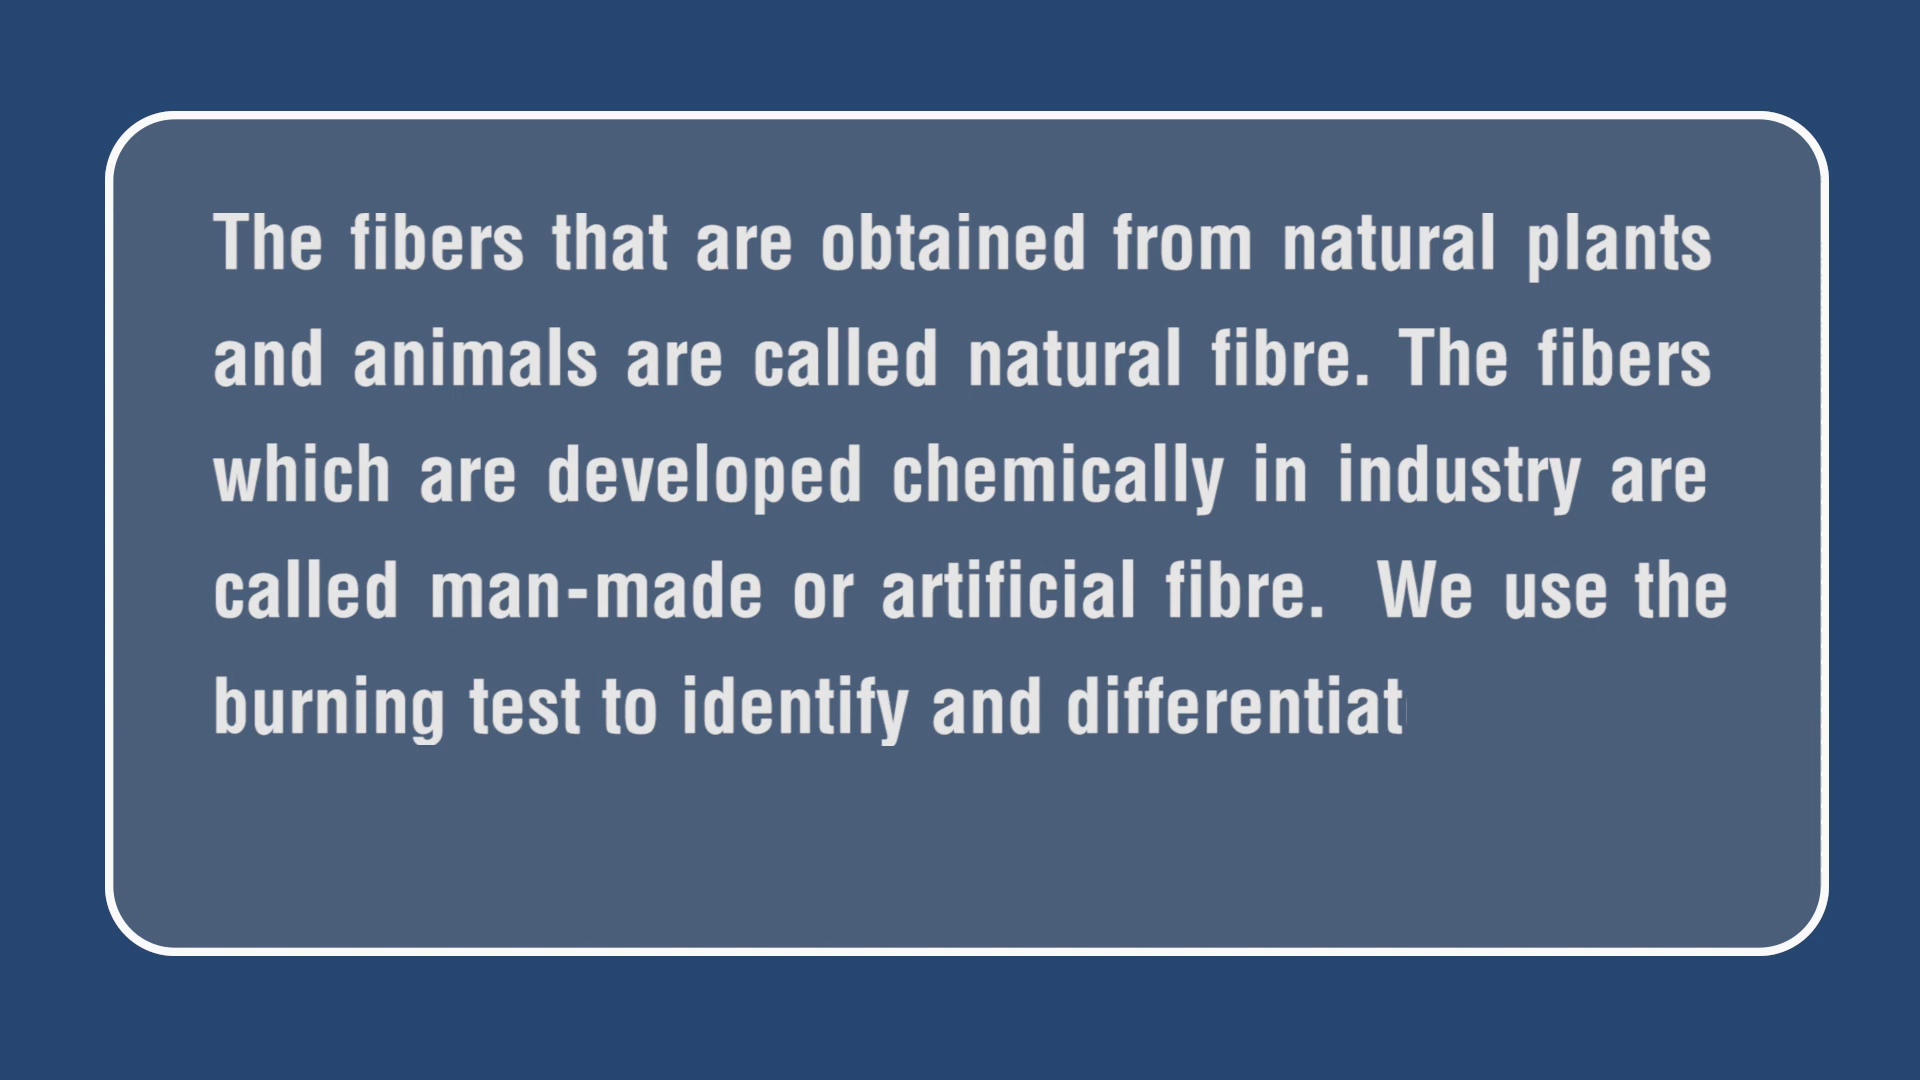 The fibers that are obtained from natural plants
and animals are called natural fibre. The fibers
which are developed chemically in industry are
called man-made or artificial fibre. We use the
burning test to identify and differentiat